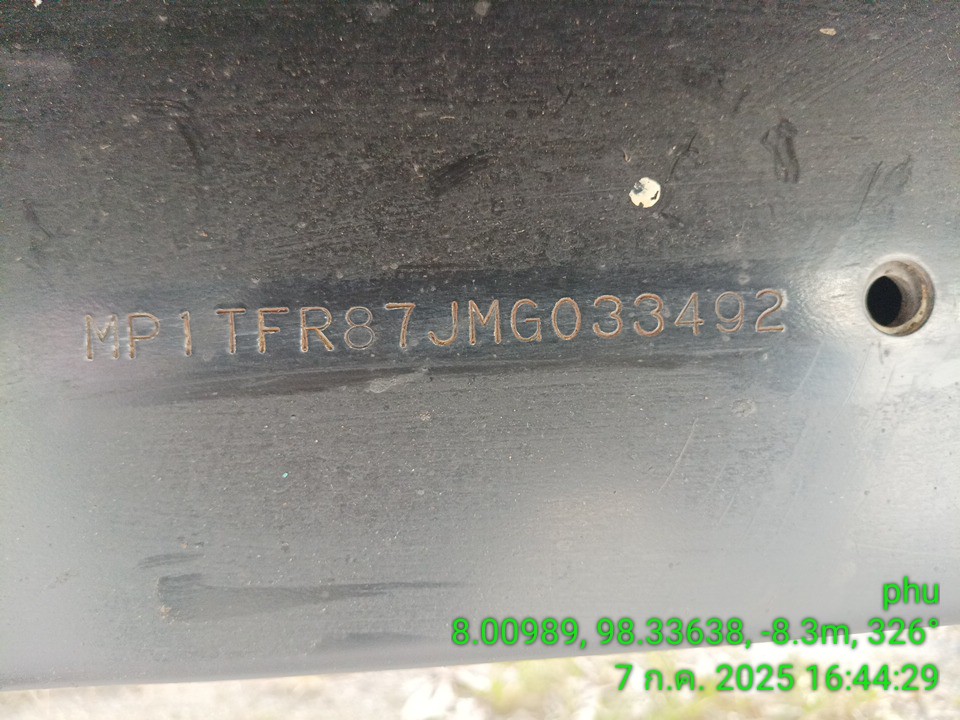 MP1TFR87JMG033492
phu
8.00989, 98.33638, -8.3m, 326°
7 ก.ค. 2025 16:44:29